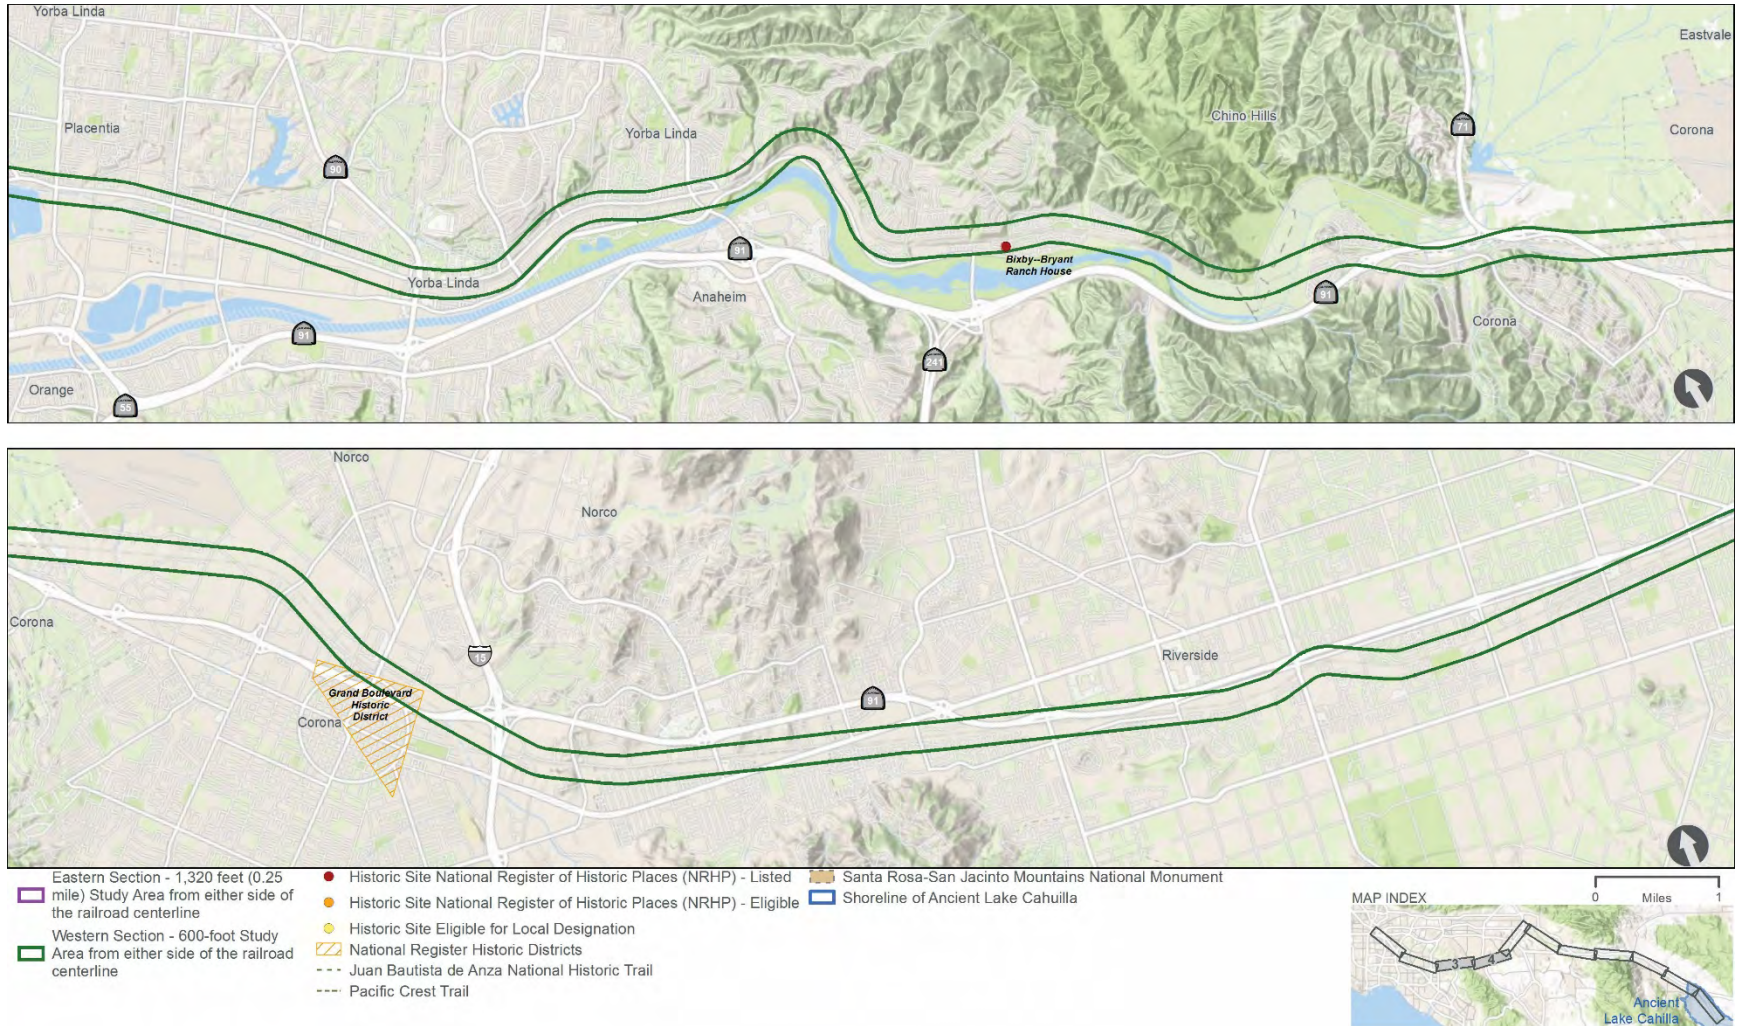 Yorba Linda
Eastvale
Placentia
Yorba Linda
Chino Hills
71
Corona
90
91
Bixby--Bryant
Ranch House
Yorba Linda
Anaheim
91
Corona
91
241
Orange
55
Norco
Norco
Corona
15
Riverside
Grand Boulevard
Historic
District
Corona
91
Eastern Section - 1,320 feet (0.25
mile) Study Area from either side of
the railroad centerline
Western Section - 600-foot Study
Area from either side of the railroad
centerline
Historic Site National Register of Historic Places (NRHP) - Listed
Historic Site National Register of Historic Places (NRHP) - Eligible
Historic Site Eligible for Local Designation
National Register Historic Districts
Juan Bautista de Anza National Historic Trail
Pacific Crest Trail
Santa Rosa-San Jacinto Mountains National Monument
Shoreline of Ancient Lake Cahuilla
0 Miles 1
MAP INDEX
3 4
Ancient
Lake Cahilla